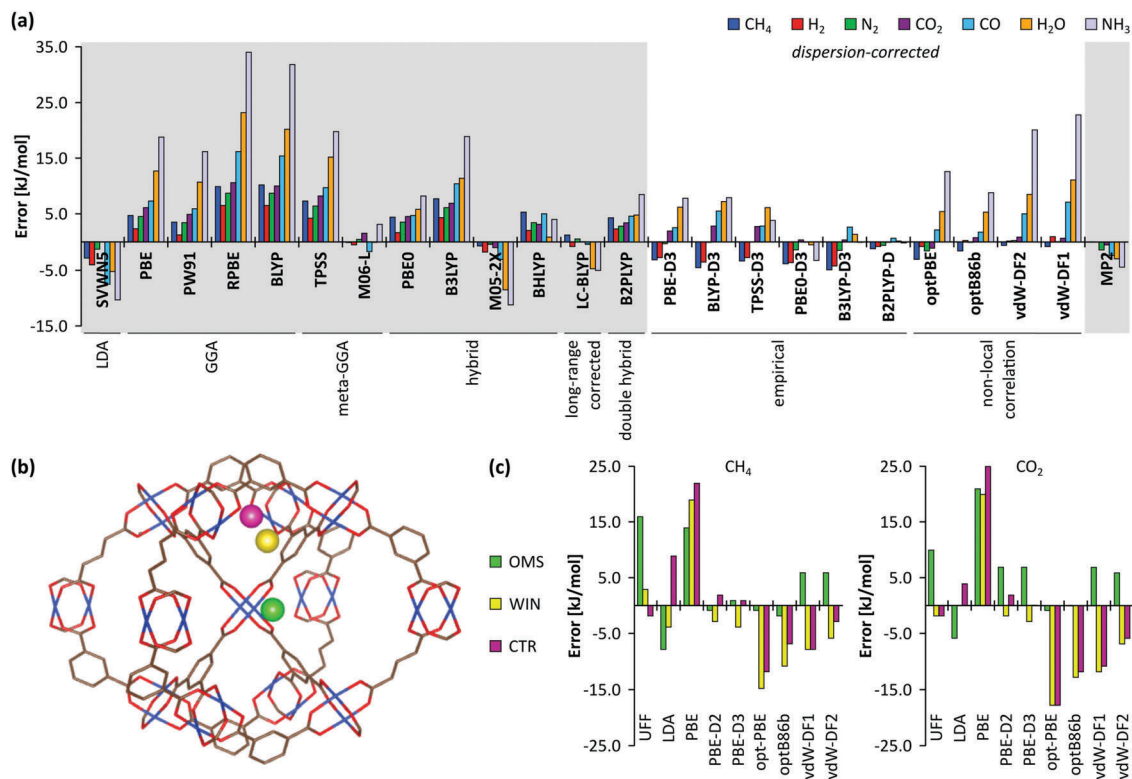 (a)
CH₄ H₂ N₂ CO₂ CO H₂O NH₃
dispersion-corrected
Error [kJ/mol]
35.0
25.0
15.0
5.0
-5.0
-15.0
SVWN5
PBE
PW91
RPBE
BLYP
TPSS
M06-L
PBE0
B3LYP
M05-2X
BHLYP
LC-BLYP
B2PLYP
PBE-D3
BLYP-D3
TPSS-D3
PBE0-D3
B3LYP-D3
B2PLYP-D
optPBE
optB86b
vdW-DF2
vdW-DF1
MP2
LDA
GGA
meta-GGA
hybrid
long-range
corrected
double hybrid
empirical
non-local
correlation
(b)
OMS
WIN
CTR
(c)
CH₄
Error [kJ/mol]
25.0
15.0
5.0
-5.0
-15.0
-25.0
UFF
LDA
PBE
PBE-D2
PBE-D3
opt-PBE
optB86b
vdW-DF1
vdW-DF2
CO₂
Error [kJ/mol]
25.0
15.0
5.0
-5.0
-15.0
-25.0
UFF
LDA
PBE
PBE-D2
PBE-D3
opt-PBE
optB86b
vdW-DF1
vdW-DF2